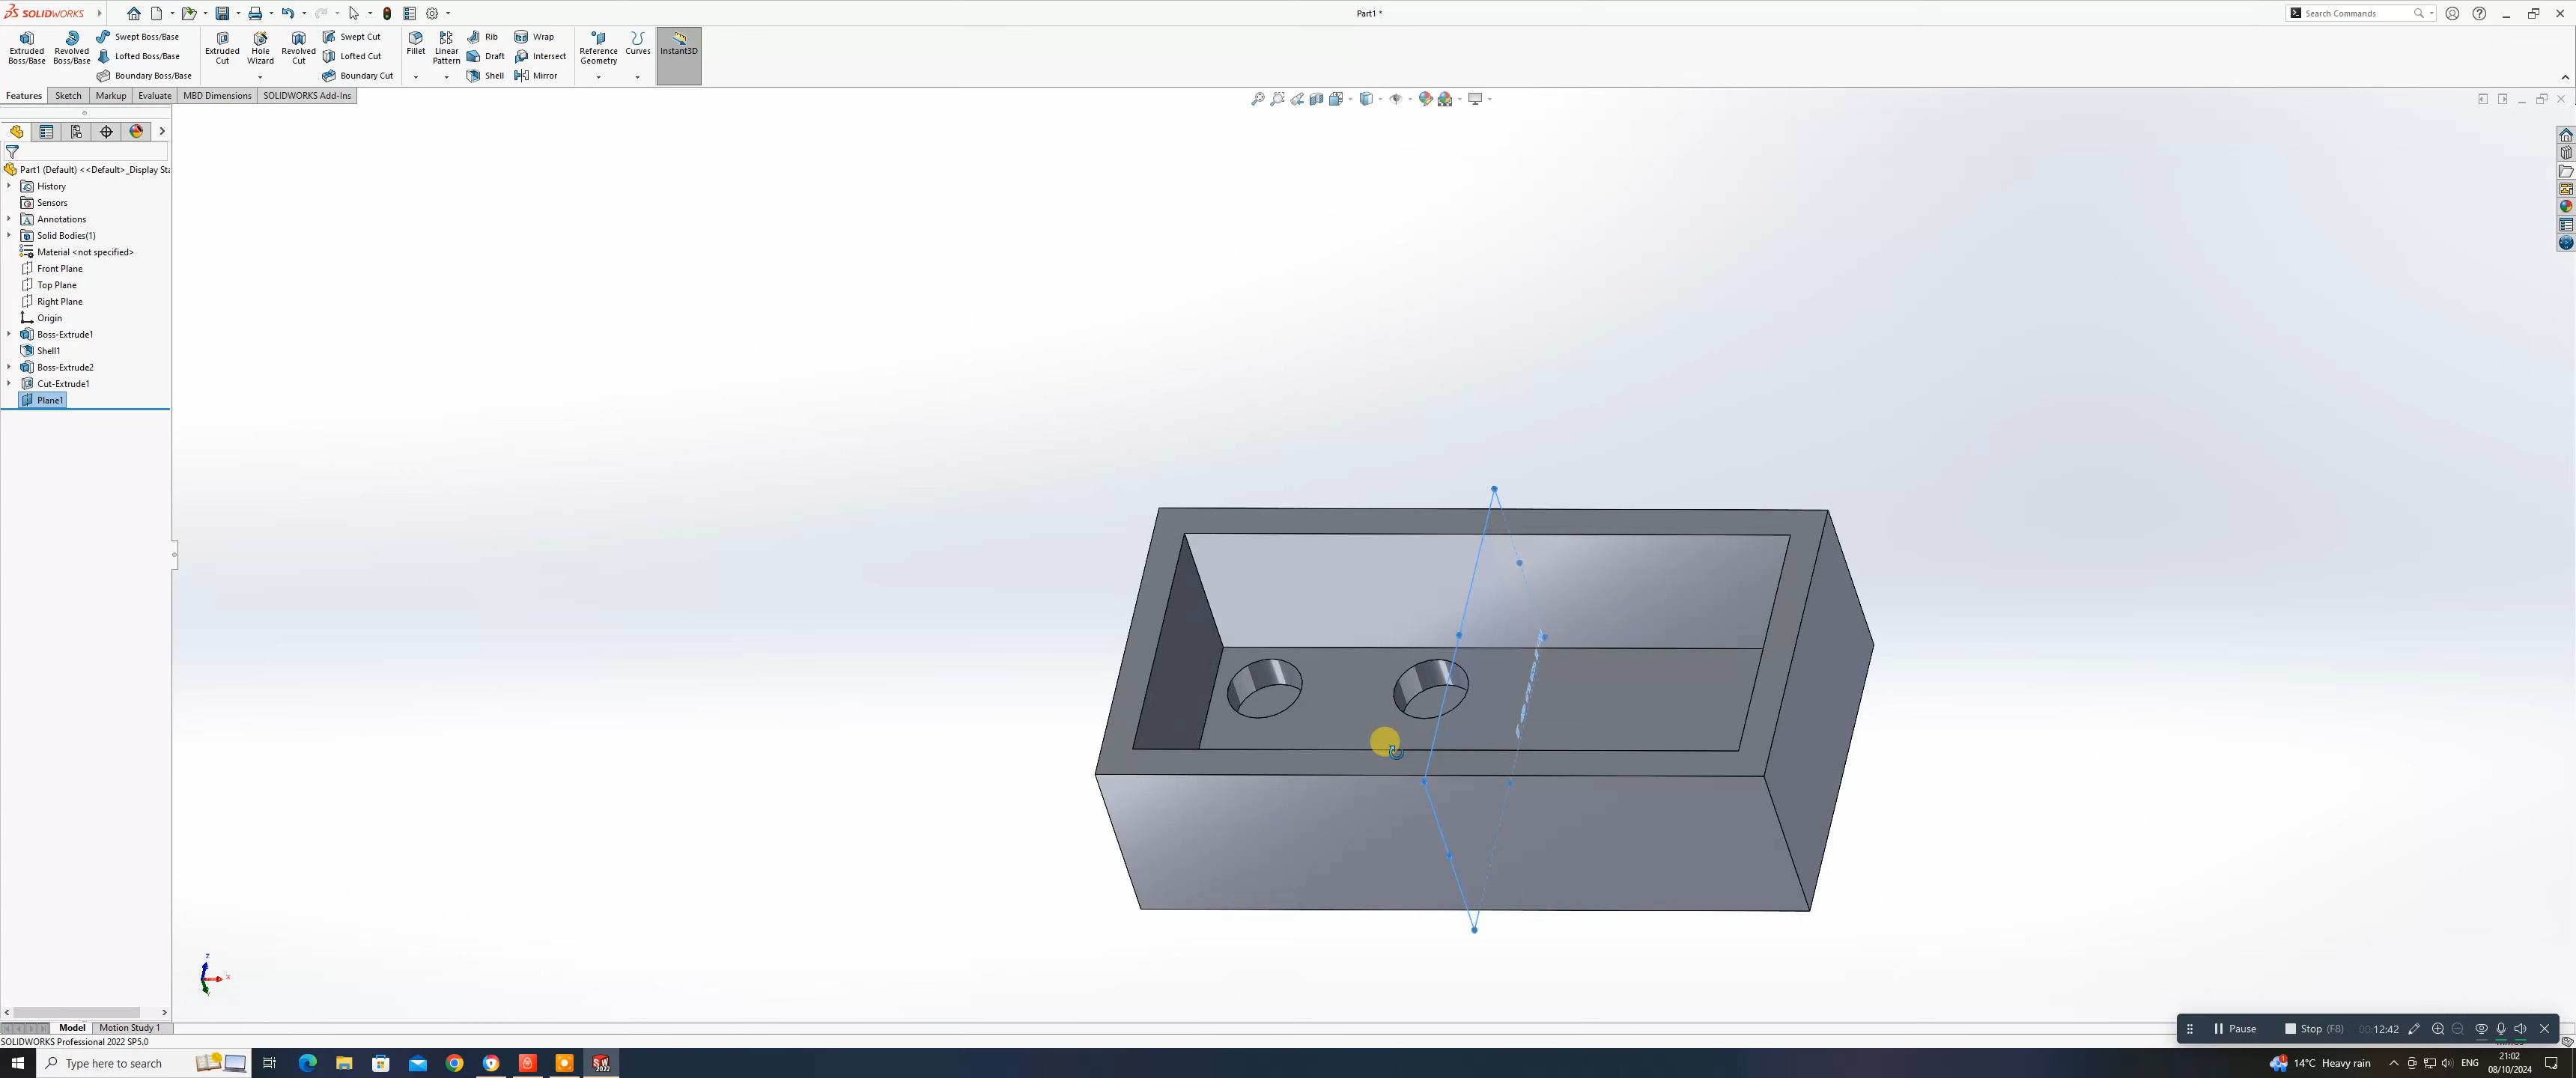 SOLIDWORKS
Part1 *
Search Commands
Extruded Boss/Base
Revolved Boss/Base
Swept Boss/Base
Lofted Boss/Base
Boundary Boss/Base
Extruded Cut
Hole Wizard
Revolved Cut
Swept Cut
Lofted Cut
Boundary Cut
Fillet
Linear Pattern
Rib
Draft
Shell
Wrap
Intersect
Mirror
Reference Geometry
Curves
Instant3D
Features
Sketch
Markup
Evaluate
MBD Dimensions
SOLIDWORKS Add-Ins
Part1 (Default) <<Default>_Display Sta
History
Sensors
Annotations
Solid Bodies(1)
Material <not specified>
Front Plane
Top Plane
Right Plane
Origin
Boss-Extrude1
Shell1
Boss-Extrude2
Cut-Extrude1
Plane1
Z
X
Model
Motion Study 1
SOLIDWORKS Professional 2022 SP5.0
Pause
Stop (F8)
00:12:42
Type here to search
14°C Heavy rain
ENG
21:02
08/10/2024